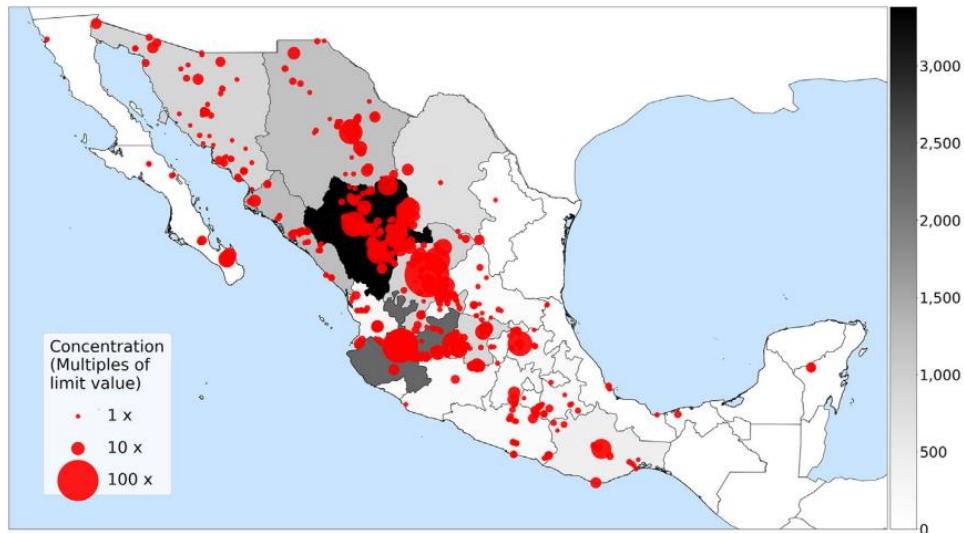 3,000
2,500
2,000
1,500
1,000
500
0
Concentration
(Multiples of
limit value)
1 x
10 x
100 x